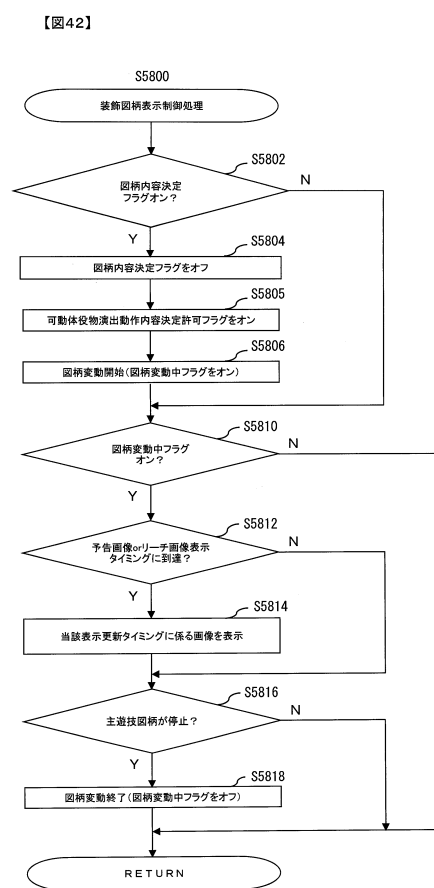 【図42】
S5800
装飾図柄表示制御処理
S5802
図柄内容決定
フラグオン?
N
Y
S5804
図柄内容決定フラグをオフ
S5805
可動体役物演出動作内容決定許可フラグをオン
S5806
図柄変動開始(図柄変動中フラグをオン)
S5810
図柄変動中フラグ
オン?
N
Y
S5812
予告画像orリーチ画像表示
タイミングに到達?
N
Y
S5814
当該表示更新タイミングに係る画像を表示
S5816
主遊技図柄が停止?
N
Y
S5818
図柄変動終了(図柄変動中フラグをオフ)
RETURN